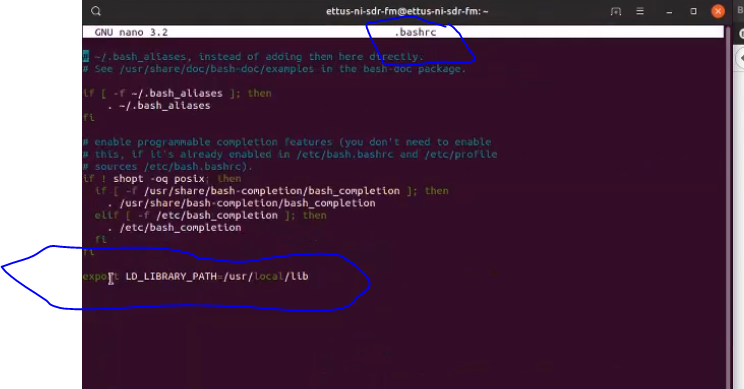 ettus-ni-sdr-fm@ettus-ni-sdr-fm: ~
GNU nano 3.2 .bashrc
# ~/.bash_aliases, instead of adding them here directly.
# See /usr/share/doc/bash-doc/examples in the bash-doc package.
if [ -f ~/.bash_aliases ]; then
. ~/.bash_aliases
fi
# enable programmable completion features (you don't need to enable
# this, if it's already enabled in /etc/bash.bashrc and /etc/profile
# sources /etc/bash.bashrc).
if ! shopt -oq posix; then
if [ -f /usr/share/bash-completion/bash_completion ]; then
. /usr/share/bash-completion/bash_completion
elif [ -f /etc/bash_completion ]; then
. /etc/bash_completion
fi
fi
export LD_LIBRARY_PATH=/usr/local/lib